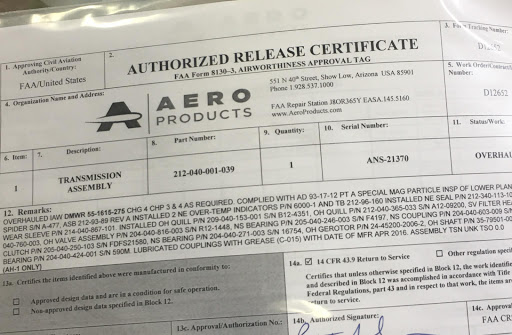 AERO PRODUCTS
1. Approving Civil Aviation
Authority/Country:
FAA/United States
2.
AUTHORIZED RELEASE CERTIFICATE
FAA Form 8130–3, AIRWORTHINESS APPROVAL TAG
3. Form Tracking Number:
4. Organization Name and Address:
AERO
PRODUCTS
551 N 40th Street, Show Low, Arizona USA 85901
Phone 1.928.537.1000
FAA Repair Station J8OR365Y EASA.145.5160
www.AeroProducts.com
5. Work Order/Contract/
Number:
D12652
6. Item:
7. Description:
8. Part Number:
9. Quantity:
10. Serial Number:
11. Status/Work:
1
TRANSMISSION
ASSEMBLY
212-040-001-039
1
ANS-21370
OVERHAU
12. Remarks:
OVERHAULED IAW DMWR 55-1615-275 CHG 4 CHP 3 & 4 AS REQUIRED. COMPLIED WITH AD 93-17-12 PT A SPECIAL MAG PARTICLE INSP OF LOWER PLAN
SPIDER S/N A-477, ASB 212-93-89 REV A INSTALLED 2 NE OVER-TEMP INDICATORS P/N 6000-1 AND TB 212-96-160 INSTALLED NE SEAL P/N 212-340-113-10
WEAR SLEEVE P/N 214-040-867-101. INSTALLED OH QUILL P/N 209-040-153-001 S/N B12-4351, OH QUILL P/N 212-040-365-033 S/N A12-09200, SV FILTER HEA
040-760-003, OH VALVE ASSEMBLY P/N 204-040-816-003 S/N R12-1448, NS BEARING P/N 205-040-246-003 S/N F4197, NS COUPLING P/N 204-040-603-009 S/N
CLUTCH P/N 205-040-250-103 S/N FDFS21580, NS BEARING P/N 204-040-271-003 S/N 16754, OH GEROTOR P/N 24-45200-2006-2, OH SHAFT P/N 35-78501-00
BEARING P/N 204-040-424-001 S/N 590M. LUBRICATED COUPLINGS WITH GREASE (C-015) WITH DATE OF MFR APR 2016. ASSEMBLY TSN UNK TSO 0.0
(AH-1 ONLY)
13a. Certifies the items identified above were manufactured in conformity to:
Approved design data and are in a condition for safe operation.
Non-approved design data specified in Block 12.
14a. 14 CFR 43.9 Return to Service
Other regulation specif
Certifies that unless otherwise specified in Block 12, the work identifie
and described in Block 12, was accomplished in accordance with Title
Federal Regulations, part 43 and in respect to that work, the items are
return to service.
13c. Approval/Authorization No.:
14b. Authorized Signature:
14c. Approval/
FAA CRS